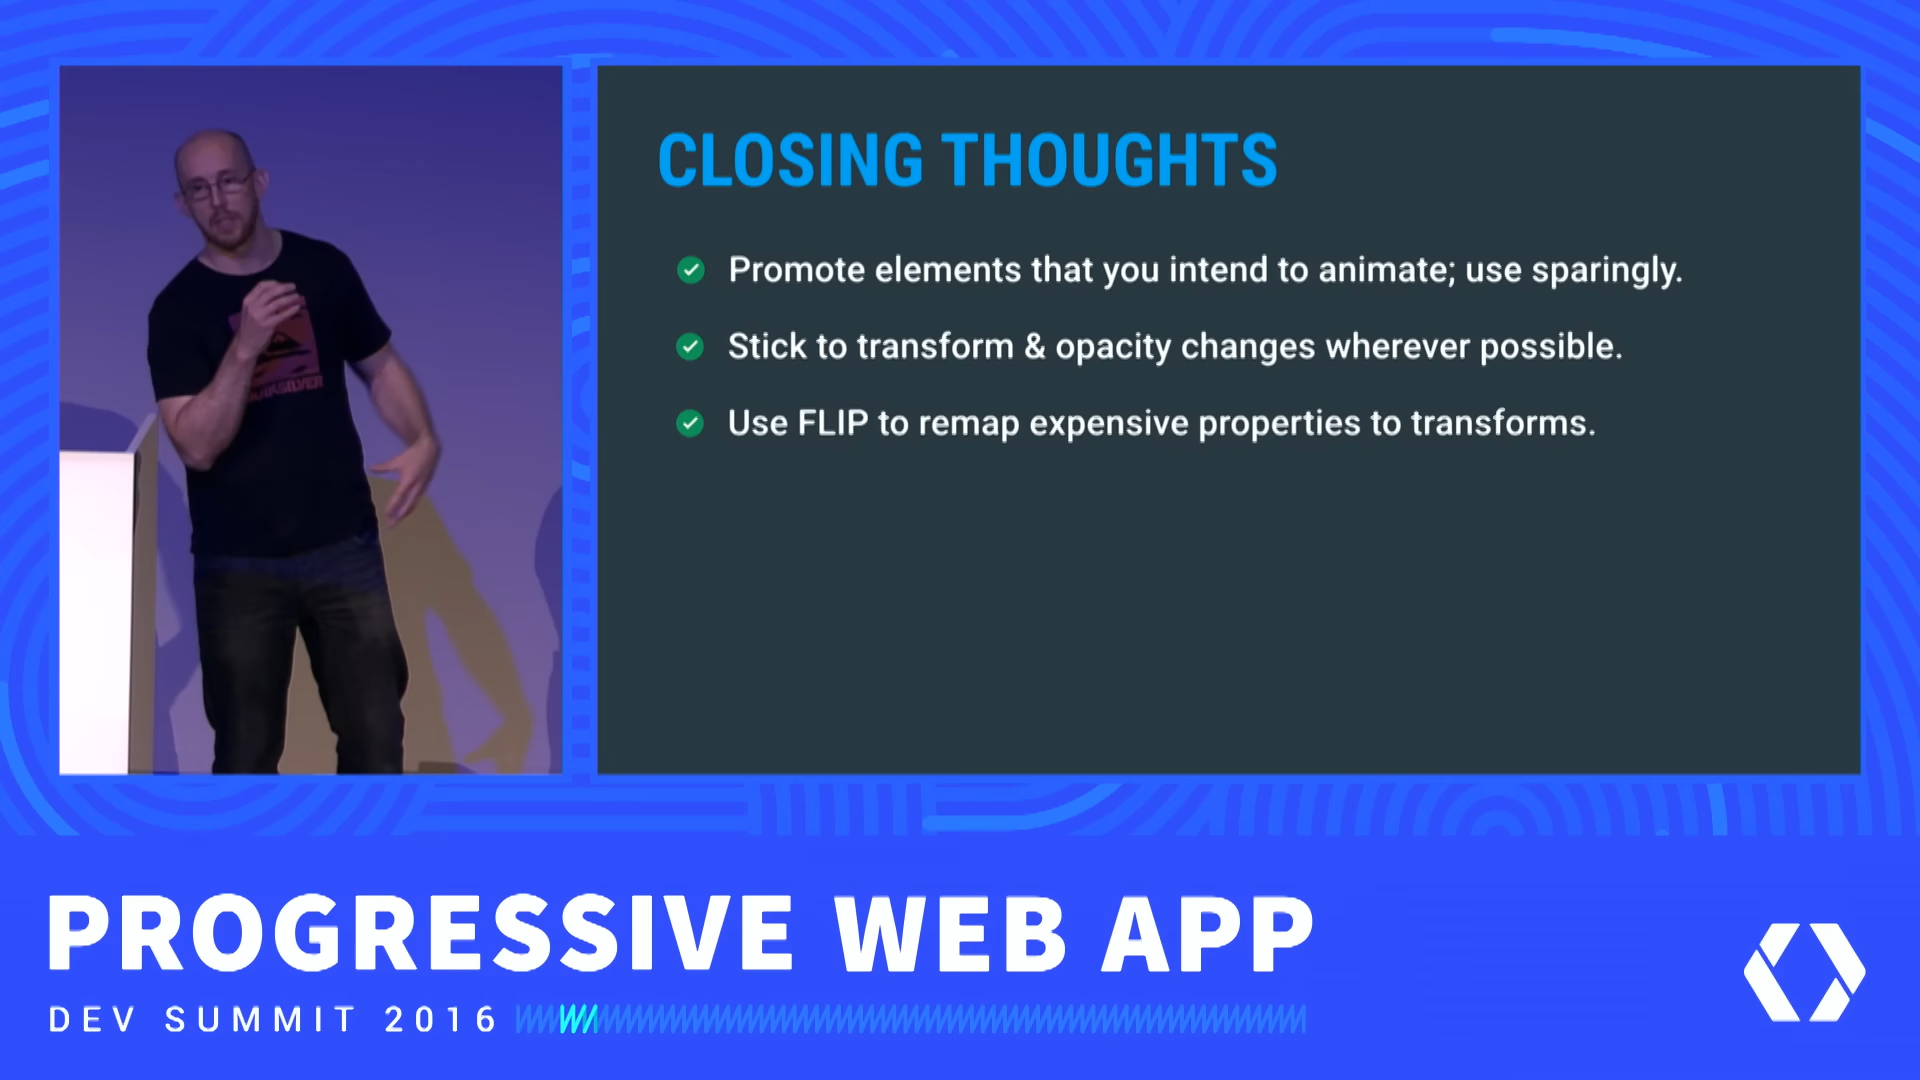 CLOSING THOUGHTS
Promote elements that you intend to animate; use sparingly.
Stick to transform & opacity changes wherever possible.
Use FLIP to remap expensive properties to transforms.
PROGRESSIVE WEB APP
DEV SUMMIT 2016